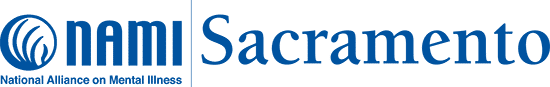 NAMI
National Alliance on Mental Illness
Sacramento